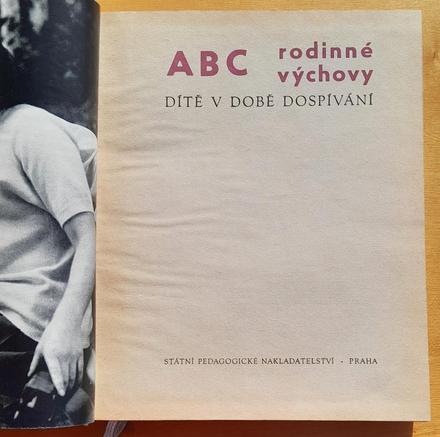 ABC rodinné
výchovy
DÍTĚ V DOBĚ DOSPÍVÁNÍ
STÁTNÍ PEDAGOGICKÉ NAKLADATELSTVÍ - PRAHA